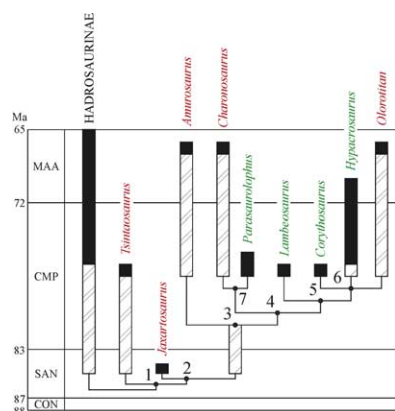 HADROSAURINAE
Tsintaosaurus
Jaxartosaurus
Amurosaurus
Charonosaurus
Parasaurolophus
Lambeosaurus
Corythosaurus
Hypacrosaurus
Olorotitan
Ma
65
MAA
72
CMP
83
SAN
87
CON
88
1
2
3
4
5
6
7